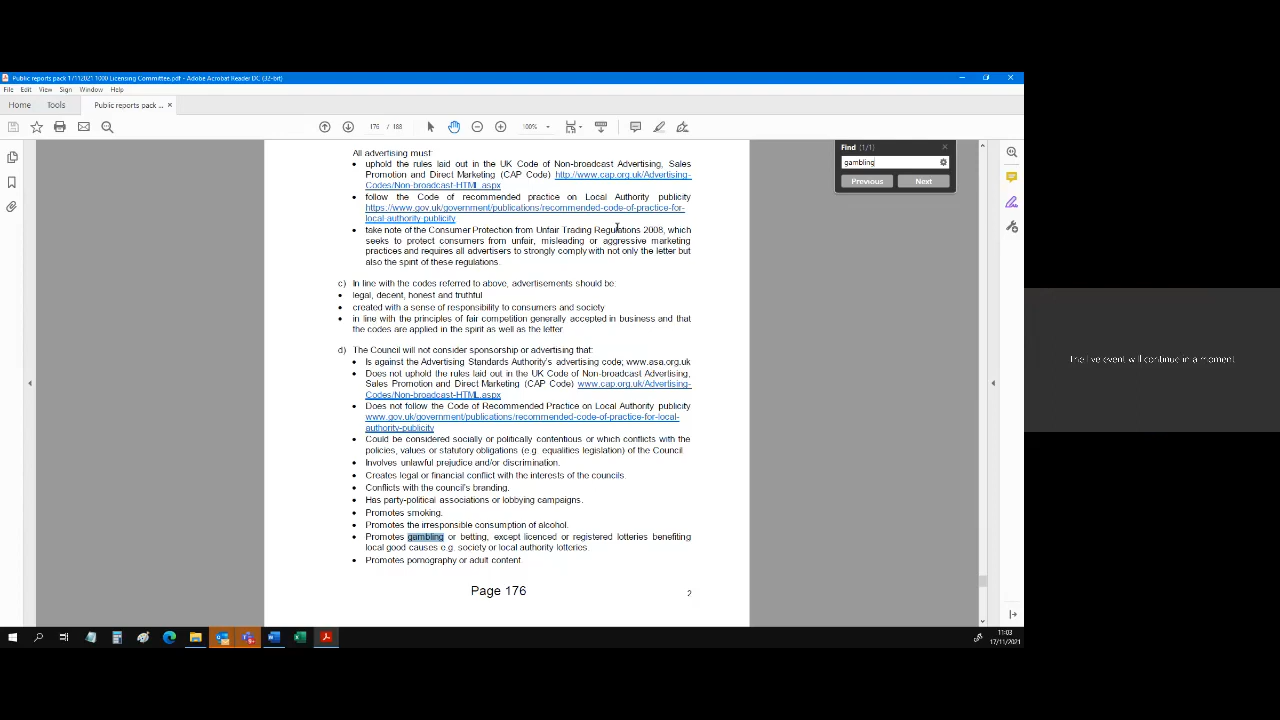 Public reports pack 17112021 1000 Licensing Committee.pdf - Adobe Acrobat Reader DC (32-bit)
File Edit View Sign Window Help
Home Tools Public reports pack ... ×
176 / 188 100%
Find (1/1)
gambling
Previous Next
All advertising must:
• uphold the rules laid out in the UK Code of Non-broadcast Advertising, Sales
Promotion and Direct Marketing (CAP Code) http://www.cap.org.uk/Advertising-
Codes/Non-broadcast-HTML.aspx
• follow the Code of recommended practice on Local Authority publicity
https://www.gov.uk/government/publications/recommended-code-of-practice-for-
local-authority-publicity
• take note of the Consumer Protection from Unfair Trading Regulations 2008, which
seeks to protect consumers from unfair, misleading or aggressive marketing
practices and requires all advertisers to strongly comply with not only the letter but
also the spirit of these regulations.
c) In line with the codes referred to above, advertisements should be:
• legal, decent, honest and truthful
• created with a sense of responsibility to consumers and society
• in line with the principles of fair competition generally accepted in business and that
the codes are applied in the spirit as well as the letter
d) The Council will not consider sponsorship or advertising that:
• Is against the Advertising Standards Authority's advertising code; www.asa.org.uk
• Does not uphold the rules laid out in the UK Code of Non-broadcast Advertising,
Sales Promotion and Direct Marketing (CAP Code) www.cap.org.uk/Advertising-
Codes/Non-broadcast-HTML.aspx
• Does not follow the Code of Recommended Practice on Local Authority publicity
www.gov.uk/government/publications/recommended-code-of-practice-for-local-
authority-publicity
• Could be considered socially or politically contentious or which conflicts with the
policies, values or statutory obligations (e.g. equalities legislation) of the Council
• Involves unlawful prejudice and/or discrimination.
• Creates legal or financial conflict with the interests of the councils.
• Conflicts with the council's branding.
• Has party-political associations or lobbying campaigns.
• Promotes smoking.
• Promotes the irresponsible consumption of alcohol.
• Promotes gambling or betting, except licenced or registered lotteries benefiting
local good causes e.g. society or local authority lotteries.
• Promotes pornography or adult content
Page 176
2
The live event will continue in a moment
11:03
17/11/2021